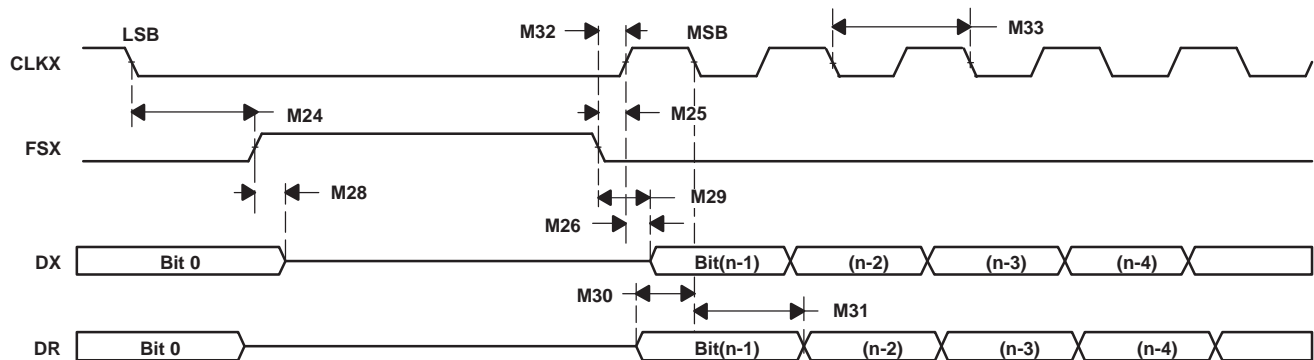 LSB
M32
MSB
M33
CLKX
M24
M25
FSX
M28
M29
M26
DX
Bit 0
Bit(n-1)
(n-2)
(n-3)
(n-4)
M30
M31
DR
Bit 0
Bit(n-1)
(n-2)
(n-3)
(n-4)